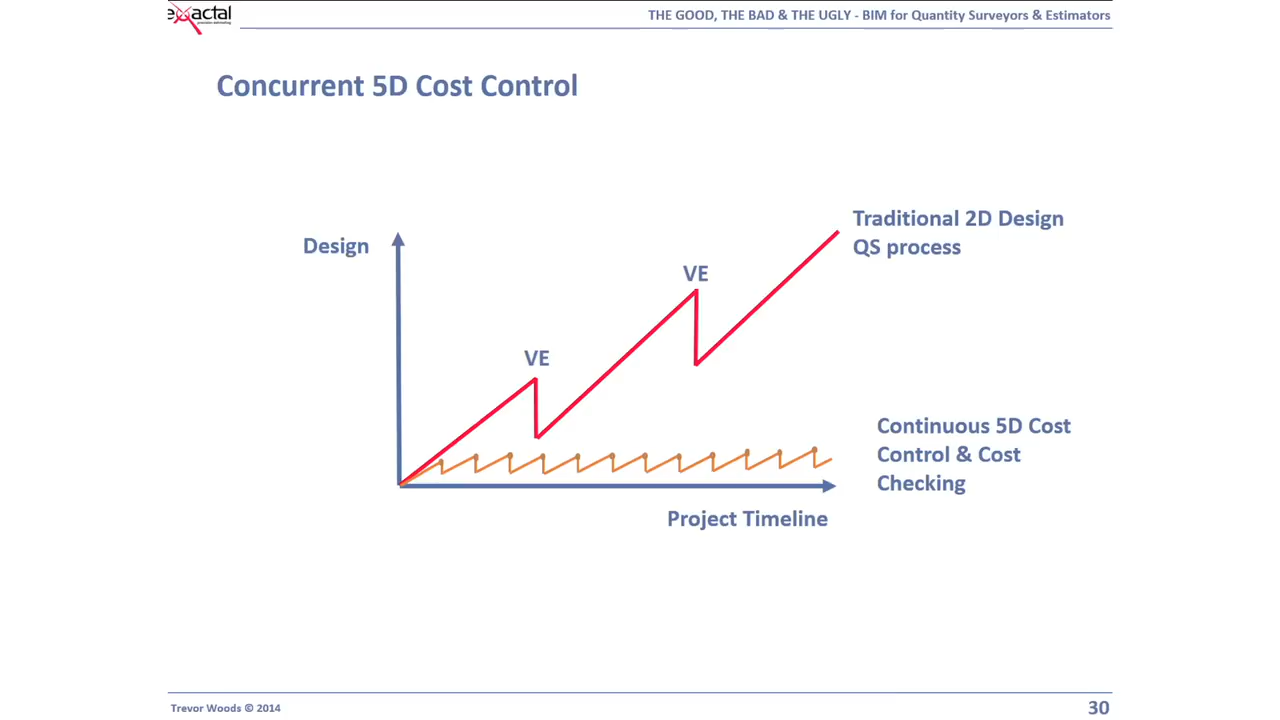 exactal
THE GOOD, THE BAD & THE UGLY - BIM for Quantity Surveyors & Estimators
Concurrent 5D Cost Control
Traditional 2D Design
QS process
Design
VE
VE
Continuous 5D Cost
Control & Cost
Checking
Project Timeline
Trevor Woods © 2014
30